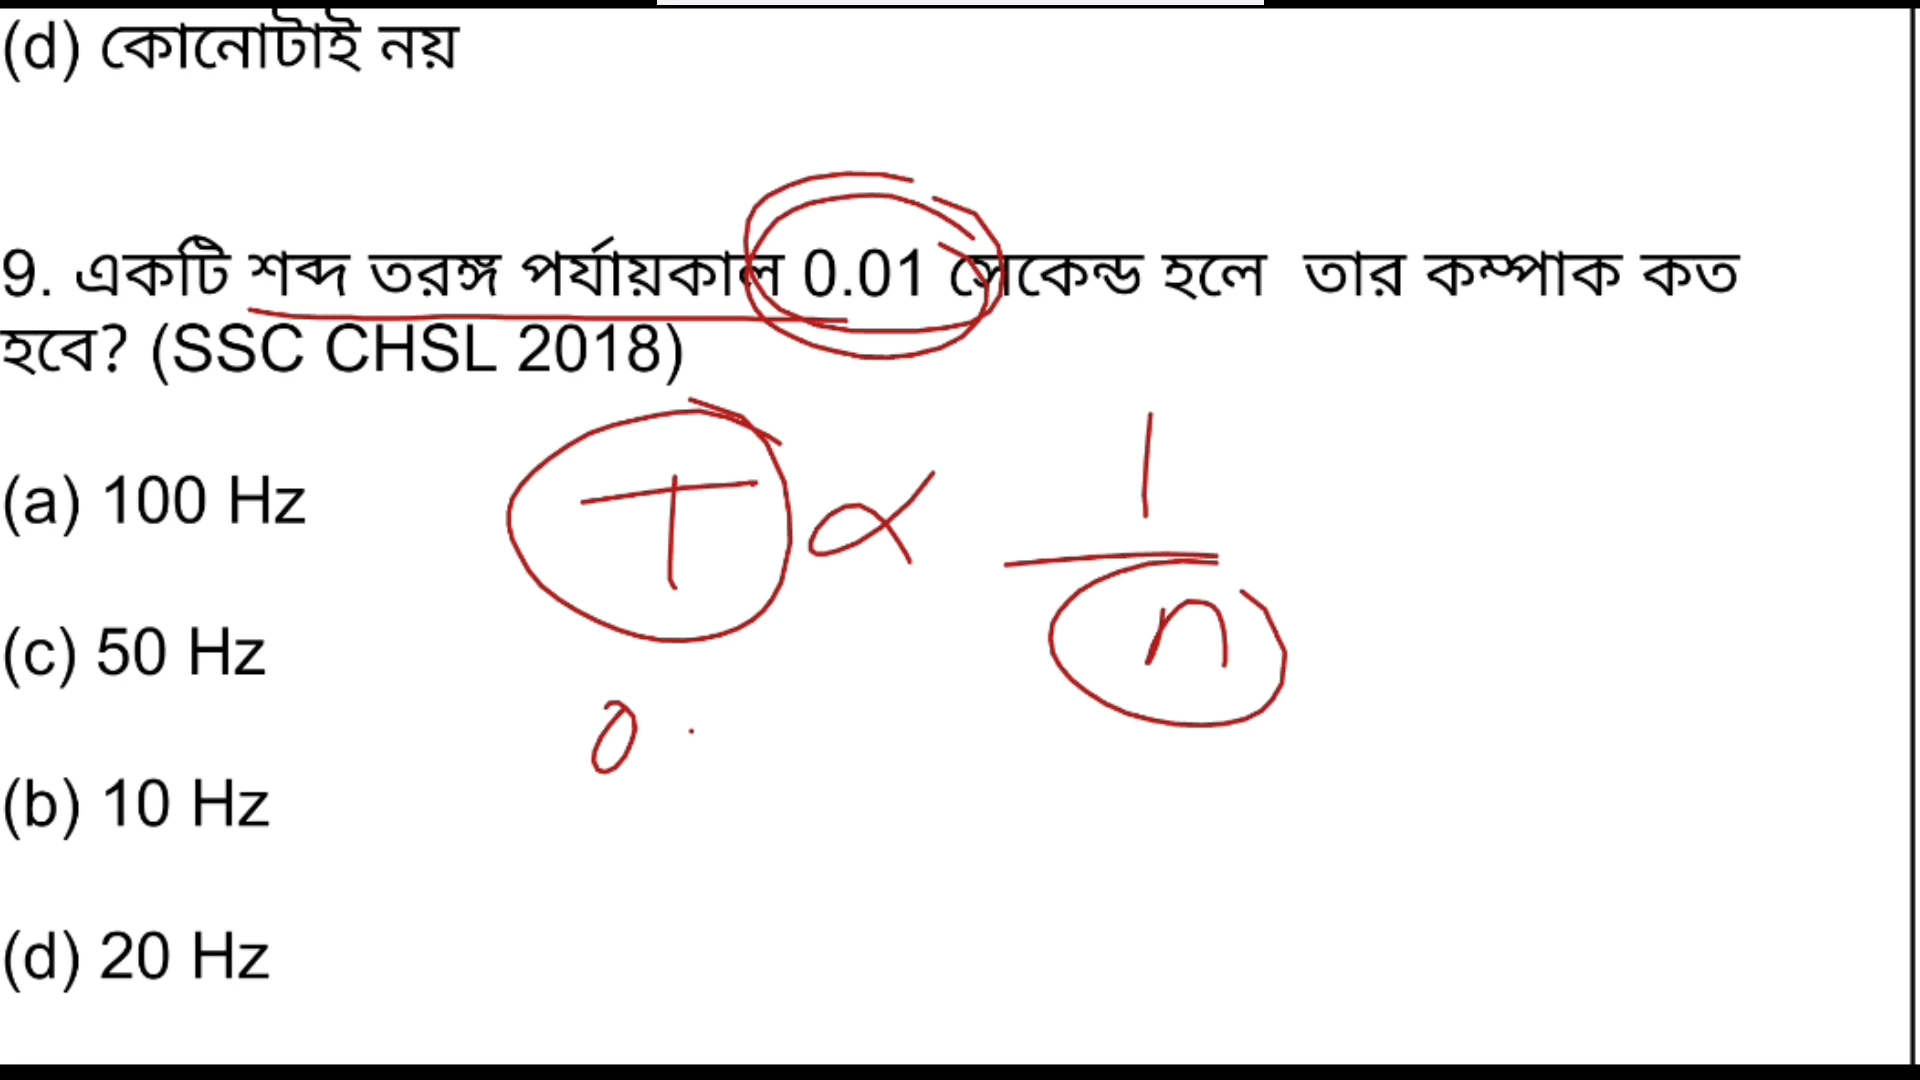 (d) কোনোটাই নয়
9. একটি শব্দ তরঙ্গ পর্যায়কাল 0.01 সেকেন্ড হলে তার কম্পাক কত
হবে? (SSC CHSL 2018)
(a) 100 Hz
T ∝ 1/n
(c) 50 Hz
0.
(b) 10 Hz
(d) 20 Hz